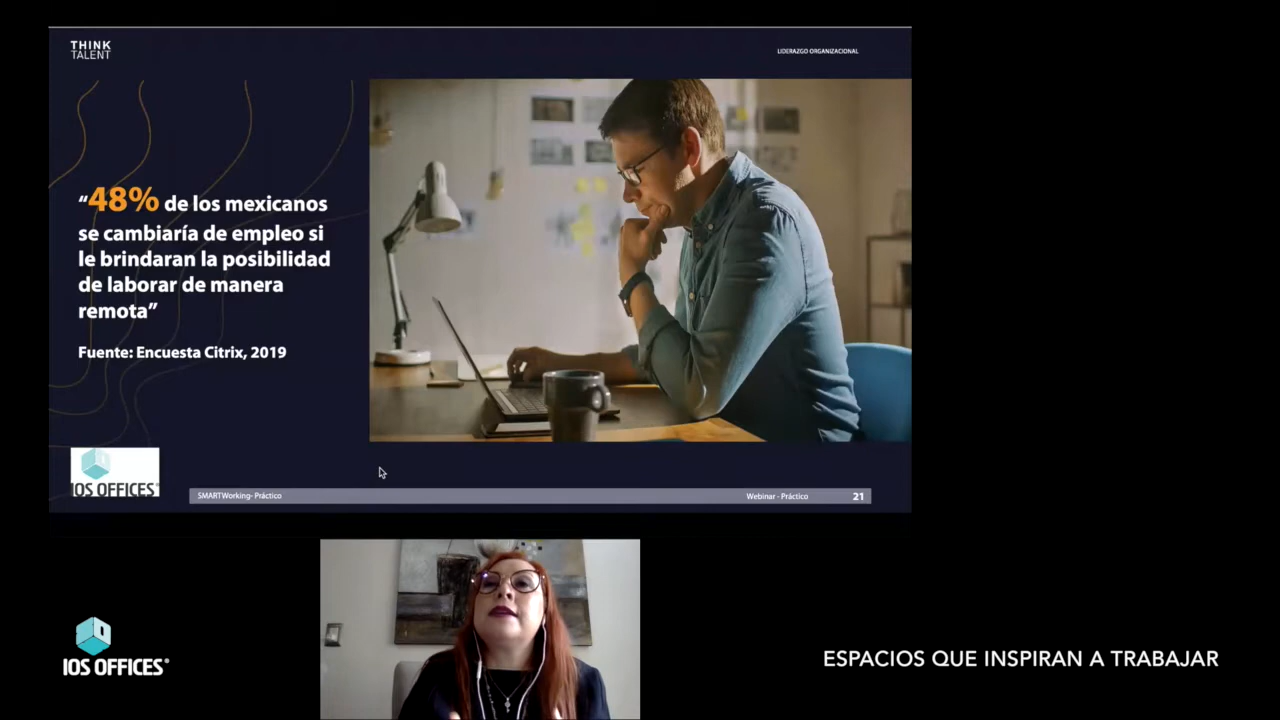 THINK
TALENT
LIDERAZGO ORGANIZACIONAL
“48% de los mexicanos
se cambiaría de empleo si
le brindaran la posibilidad
de laborar de manera
remota”
Fuente: Encuesta Citrix, 2019
IOS OFFICES®
SMARTWorking- Práctico
Webinar - Práctico
21
IOS OFFICES®
ESPACIOS QUE INSPIRAN A TRABAJAR